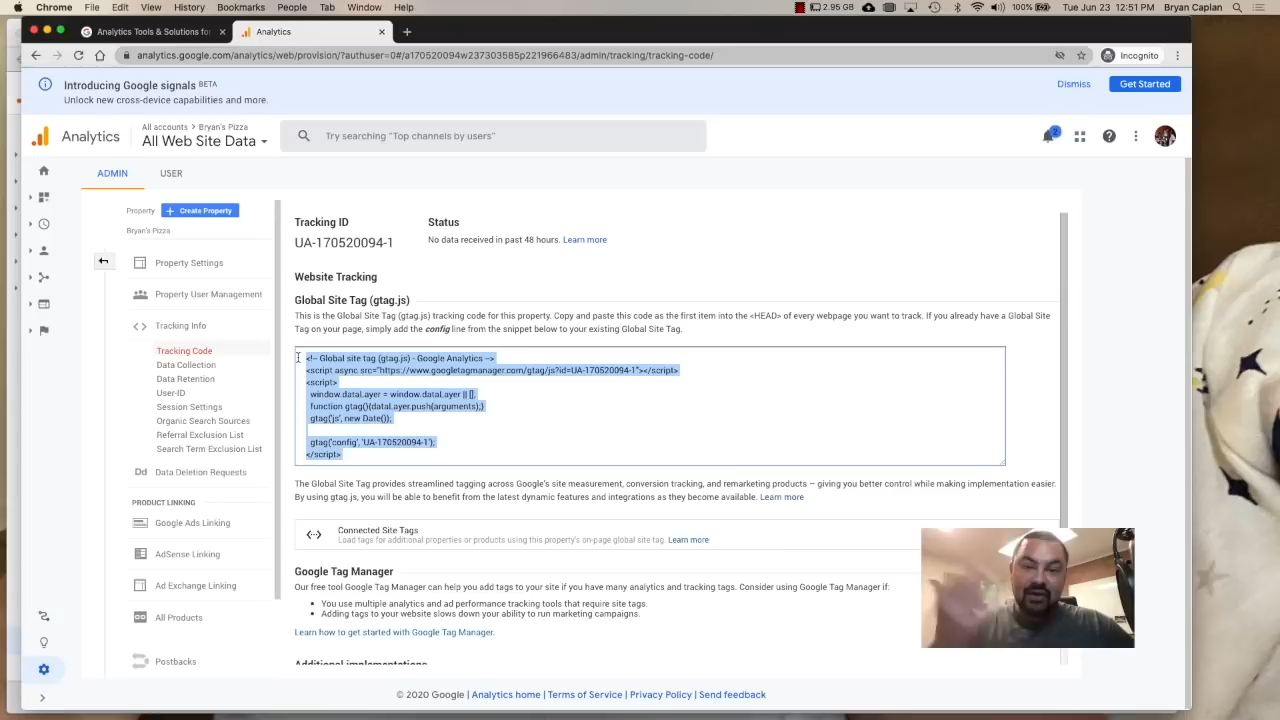 Chrome File Edit View History Bookmarks People Tab Window Help 2.95 GB 100% Tue Jun 23 12:51 PM Bryan Caplan
Analytics Tools & Solutions for
Analytics
analytics.google.com/analytics/web/provision/?authuser=0#/a170520094w237303585p221966483/admin/tracking/tracking-code/
Incognito
Introducing Google signals BETA
Unlock new cross-device capabilities and more.
Dismiss
Get Started
Analytics
All accounts > Bryan's Pizza
All Web Site Data
Try searching "Top channels by users"
2
ADMIN USER
Property + Create Property
Bryan's Pizza
Property Settings
Property User Management
Tracking Info
Tracking Code
Data Collection
Data Retention
User-ID
Session Settings
Organic Search Sources
Referral Exclusion List
Search Term Exclusion List
Dd Data Deletion Requests
PRODUCT LINKING
Google Ads Linking
AdSense Linking
Ad Exchange Linking
All Products
Postbacks
Tracking ID
UA-170520094-1
Status
No data received in past 48 hours. Learn more
Website Tracking
Global Site Tag (gtag.js)
This is the Global Site Tag (gtag.js) tracking code for this property. Copy and paste this code as the first item into the <HEAD> of every webpage you want to track. If you already have a Global Site
Tag on your page, simply add the config line from the snippet below to your existing Global Site Tag.
<!-- Global site tag (gtag.js) - Google Analytics -->
<script async src="https://www.googletagmanager.com/gtag/js?id=UA-170520094-1"></script>
<script>
window.dataLayer = window.dataLayer || [];
function gtag(){dataLayer.push(arguments);}
gtag('js', new Date());
gtag('config', 'UA-170520094-1');
</script>
The Global Site Tag provides streamlined tagging across Google's site measurement, conversion tracking, and remarketing products – giving you better control while making implementation easier.
By using gtag.js, you will be able to benefit from the latest dynamic features and integrations as they become available. Learn more
Connected Site Tags
Load tags for additional properties or products using this property's on-page global site tag. Learn more
Google Tag Manager
Our free tool Google Tag Manager can help you add tags to your site if you have many analytics and tracking tags. Consider using Google Tag Manager if:
• You use multiple analytics and ad performance tracking tools that require site tags.
• Adding tags to your website slows down your ability to run marketing campaigns.
Learn how to get started with Google Tag Manager.
Additional implementations
© 2020 Google | Analytics home | Terms of Service | Privacy Policy | Send feedback